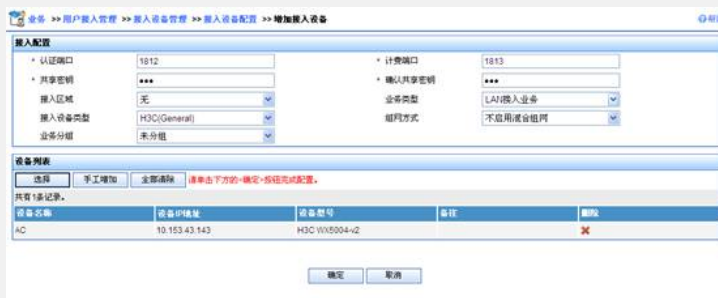 业务 >> 用户接入管理 >> 接入设备管理 >> 接入设备配置 >> 增加接入设备
接入配置
* 认证端口 1812 * 计费端口 1813
* 共享密钥 ●●● * 确认共享密钥 ●●●
接入区域 无 业务类型 LAN接入业务
接入设备类型 H3C(General) 组网方式 不启用混合组网
业务分组 未分组
设备列表
选择 手工增加 全部清除 请单击下方的<确定>按钮完成配置。
共有1条记录。
设备名称 设备IP地址 设备型号 备注 删除
AC 10.153.43.143 H3C WX5004-v2
确定 取消